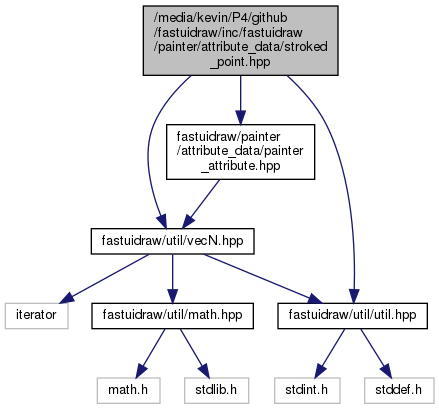 /media/kevin/P4/github
/fastuidraw/inc/fastuidraw
/painter/attribute_data/stroked
_point.hpp
fastuidraw/painter
/attribute_data/painter
_attribute.hpp
fastuidraw/util/vecN.hpp
iterator
fastuidraw/util/math.hpp
fastuidraw/util/util.hpp
math.h
stdlib.h
stdint.h
stddef.h